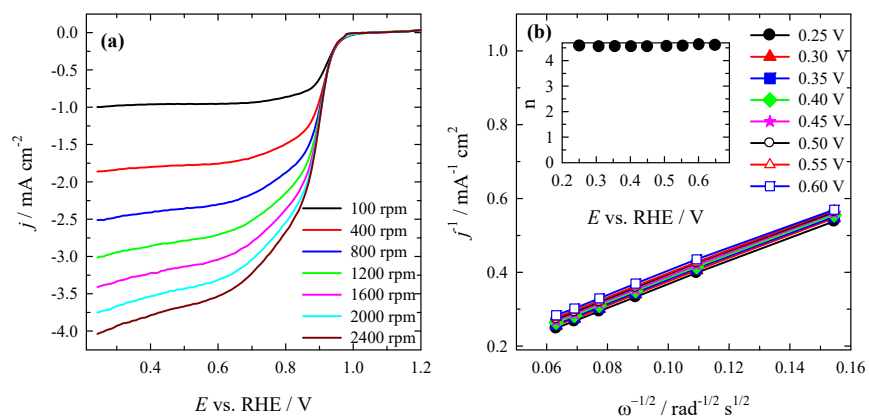 (a)
0.0
-0.5
-1.0
-1.5
-2.0
-2.5
-3.0
-3.5
-4.0
j / mA cm-2
100 rpm
400 rpm
800 rpm
1200 rpm
1600 rpm
2000 rpm
2400 rpm
0.4 0.6 0.8 1.0 1.2
E vs. RHE / V
(b)
1.0
0.8
0.6
0.4
0.2
j-1 / mA-1 cm2
4
3
2
1
0
n
0.2 0.3 0.4 0.5 0.6
E vs. RHE / V
0.25 V
0.30 V
0.35 V
0.40 V
0.45 V
0.50 V
0.55 V
0.60 V
0.06 0.08 0.10 0.12 0.14 0.16
ω−1/2 / rad-1/2 s1/2